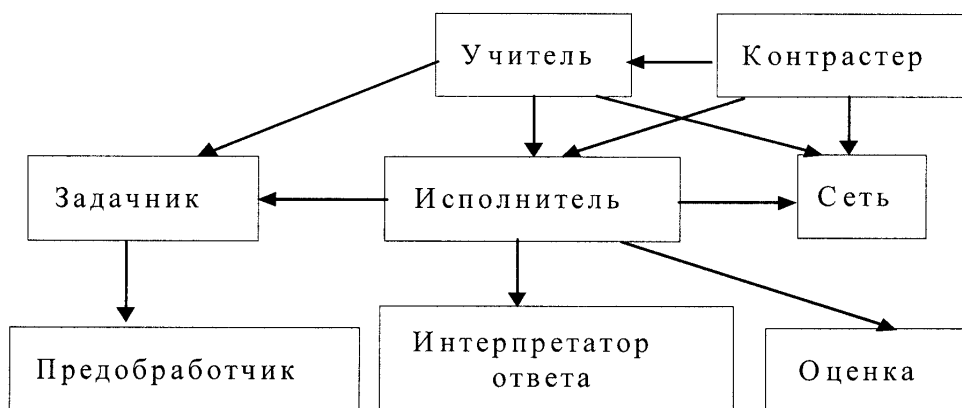 Учитель
Контрастер
Задачник
Исполнитель
Сеть
Предобработчик
Интерпретатор
ответа
Оценка